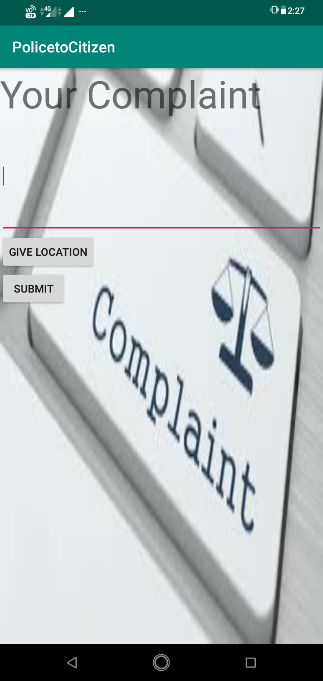 2:27
PolicetoCitizen
Your Complaint
GIVE LOCATION
SUBMIT
Complaint